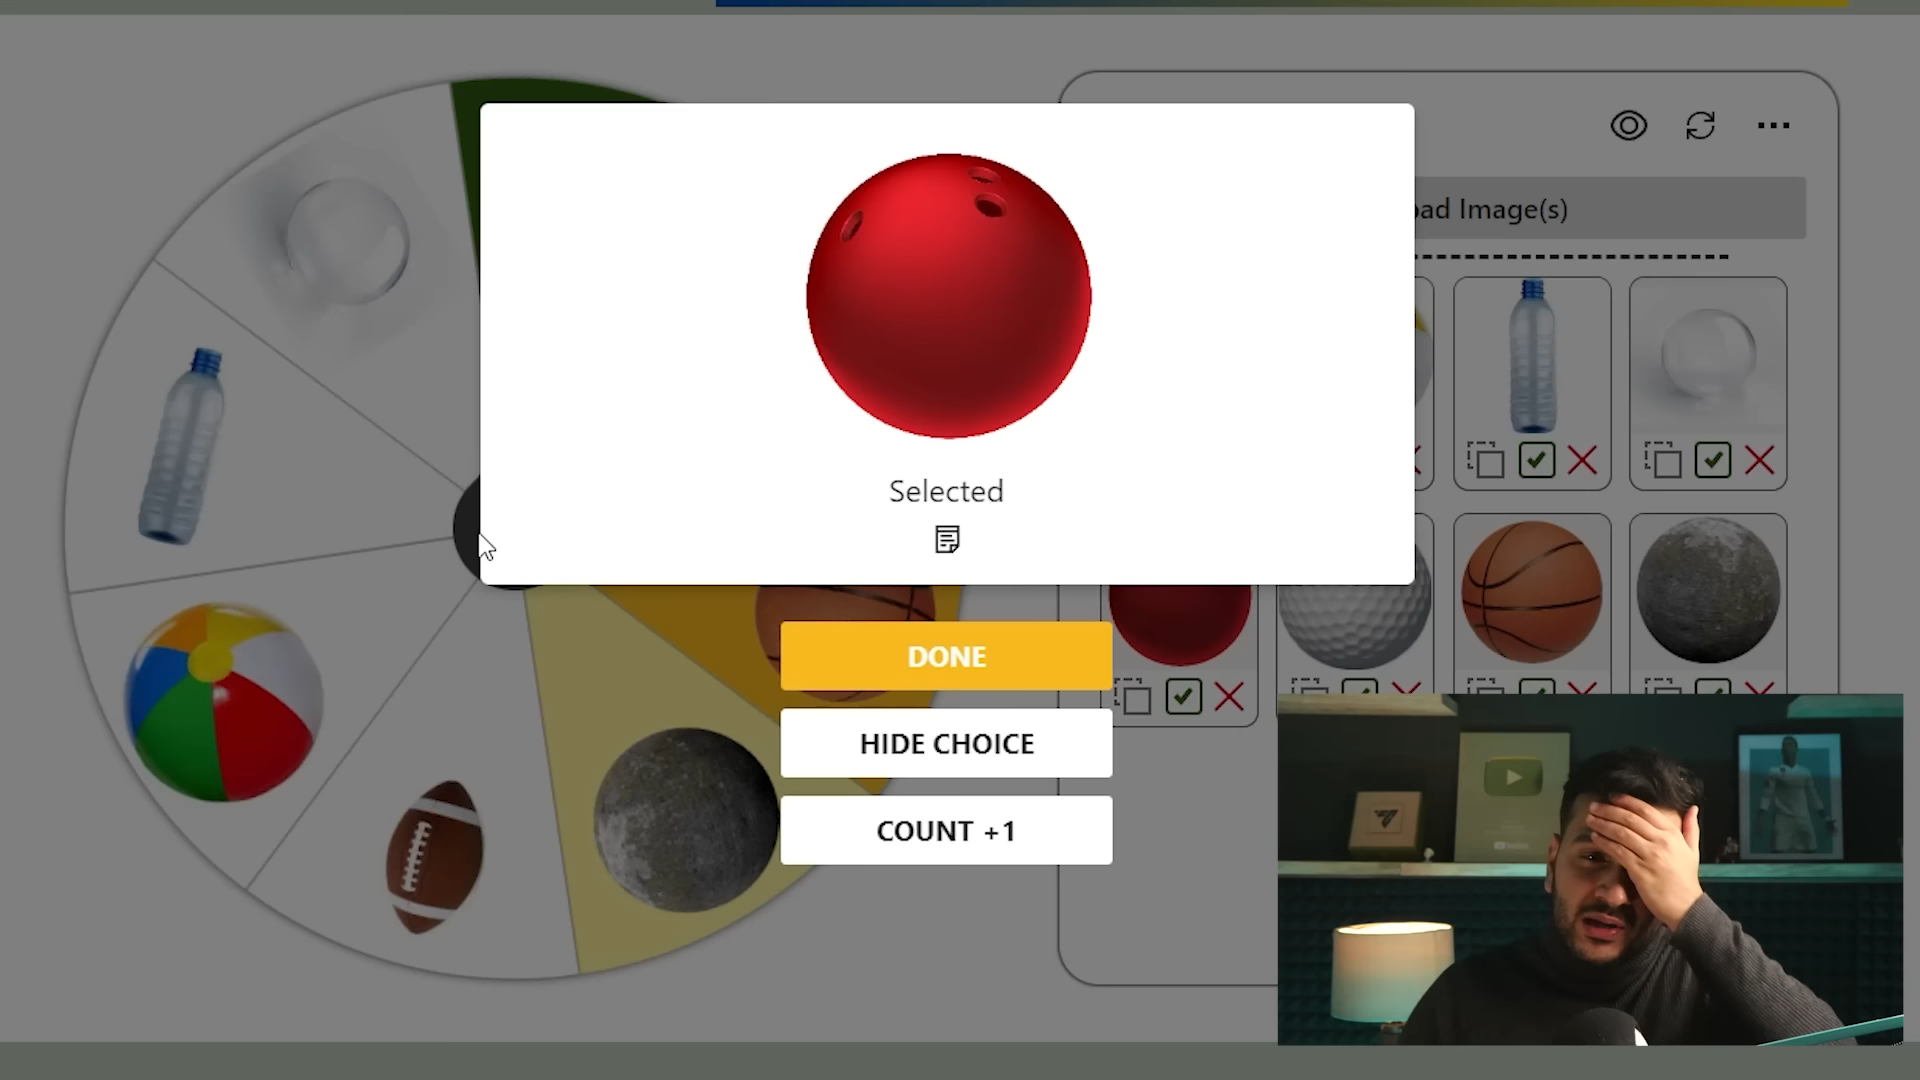 ad Image(s)
Selected
DONE
HIDE CHOICE
COUNT +1